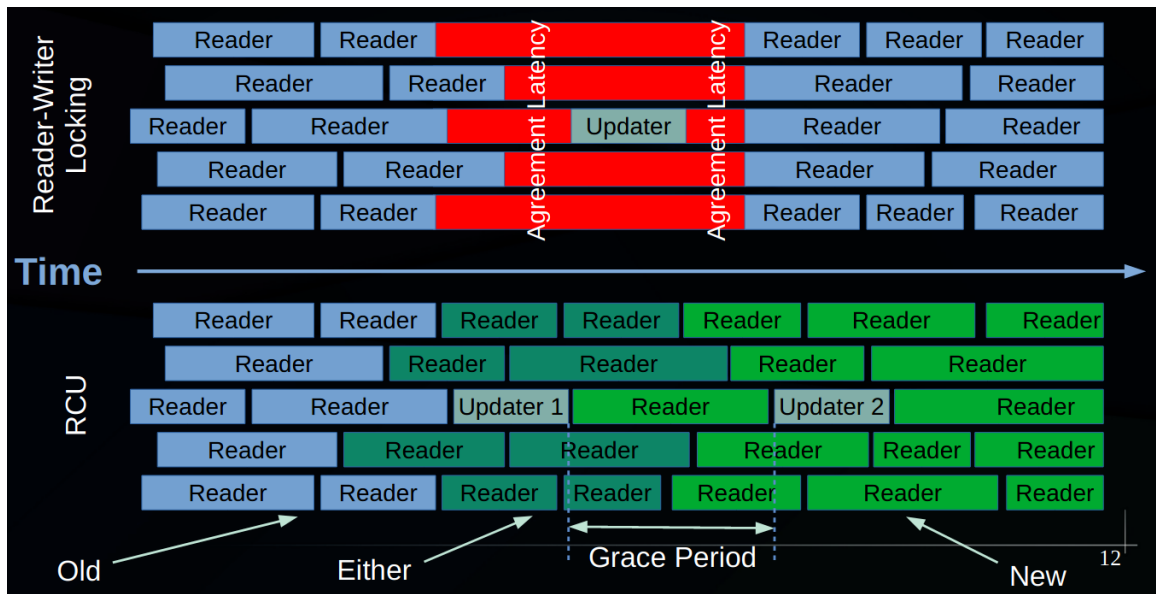 Reader-Writer
Locking
Reader Reader Reader Reader Reader
Reader Reader Reader Reader
Reader Reader Updater Reader Reader
Reader Reader Reader Reader
Reader Reader Reader Reader Reader
Agreement Latency
Agreement Latency
Time
RCU
Reader Reader Reader Reader Reader Reader Reader
Reader Reader Reader Reader Reader
Reader Reader Updater 1 Reader Updater 2 Reader
Reader Reader Reader Reader Reader Reader
Reader Reader Reader Reader Reader Reader Reader
Old
Either
Grace Period
New
12